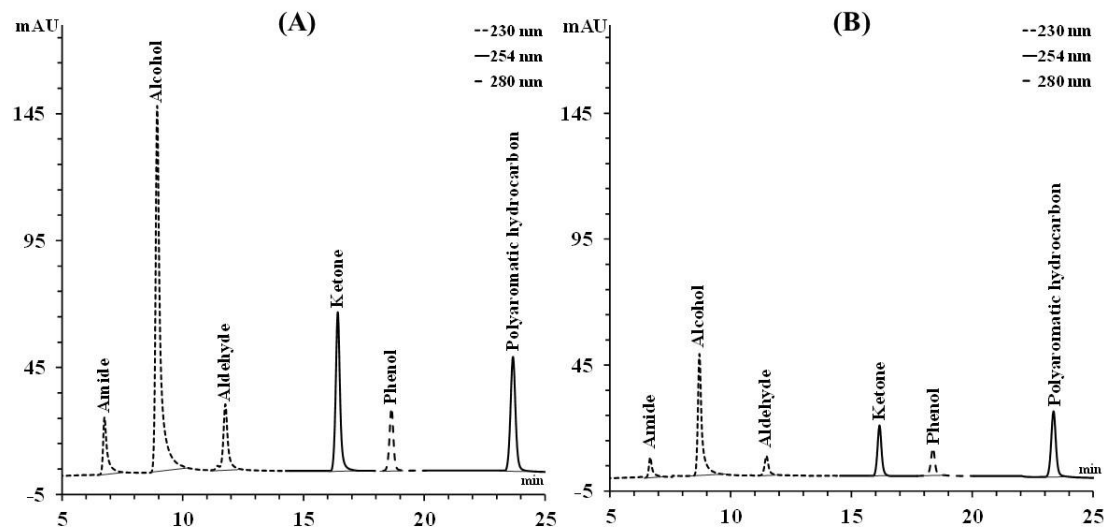 mAU
(A)
230 nm
254 nm
280 nm
Alcohol
145
95
45
-5
Amide
Aldehyde
Ketone
Phenol
Polyaromatic hydrocarbon
min
5 10 15 20 25
mAU
(B)
230 nm
254 nm
280 nm
145
95
45
-5
Amide
Alcohol
Aldehyde
Ketone
Phenol
Polyaromatic hydrocarbon
min
5 10 15 20 25